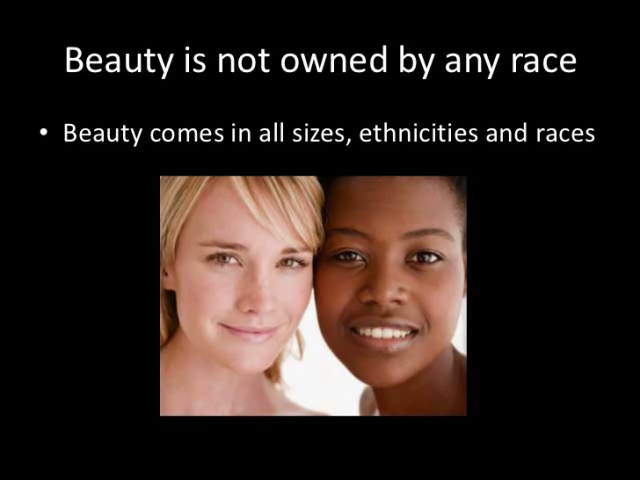 Beauty is not owned by any race
• Beauty comes in all sizes, ethnicities and races